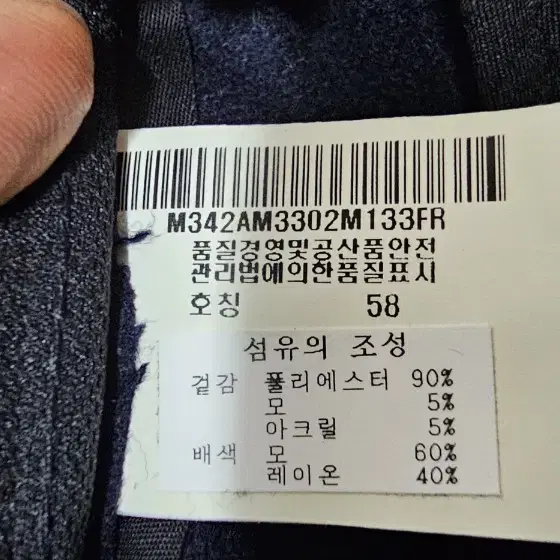 M342AM3302M133FR
품질경영및공산품안전
관리법에의한품질표시
호칭 58
섬유의 조성
겉감 폴리에스터 90%
모 5%
아크릴 5%
배색 모 60%
레이온 40%